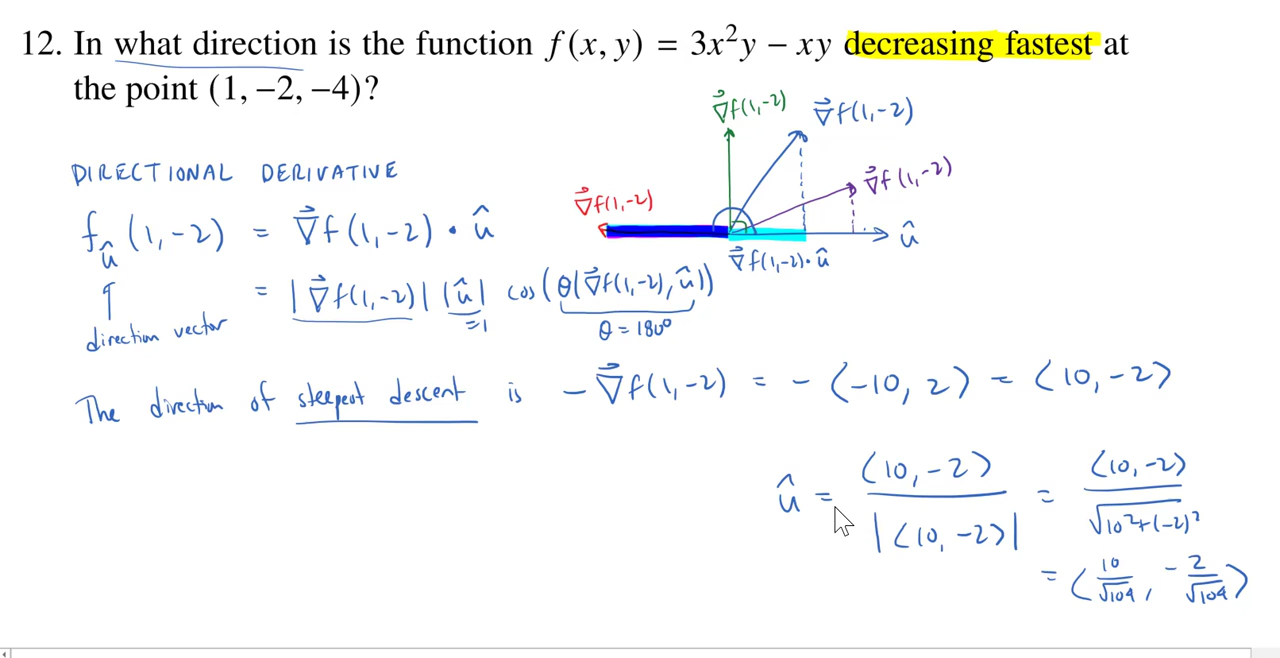 12. In what direction is the function f(x, y) = 3x²y − xy decreasing fastest at
the point (1, −2, −4)?
∇⃗f(1,-2)
∇⃗f(1,-2)
∇⃗f(1,-2)
∇⃗f(1,-2)
û
∇⃗f(1,-2)·û
DIRECTIONAL DERIVATIVE
f_û (1,-2) = ∇⃗f(1,-2) · û
= |∇⃗f(1,-2)| |û| cos(θ(∇⃗f(1,-2), û))
=1
θ = 180°
direction vector
The direction of steepest descent is -∇⃗f(1,-2) = -⟨-10, 2⟩ = ⟨10, -2⟩
û = ⟨10, -2⟩ / |⟨10, -2⟩| = ⟨10, -2⟩ / √10²+(-2)²
= ⟨10/√104, -2/√104⟩